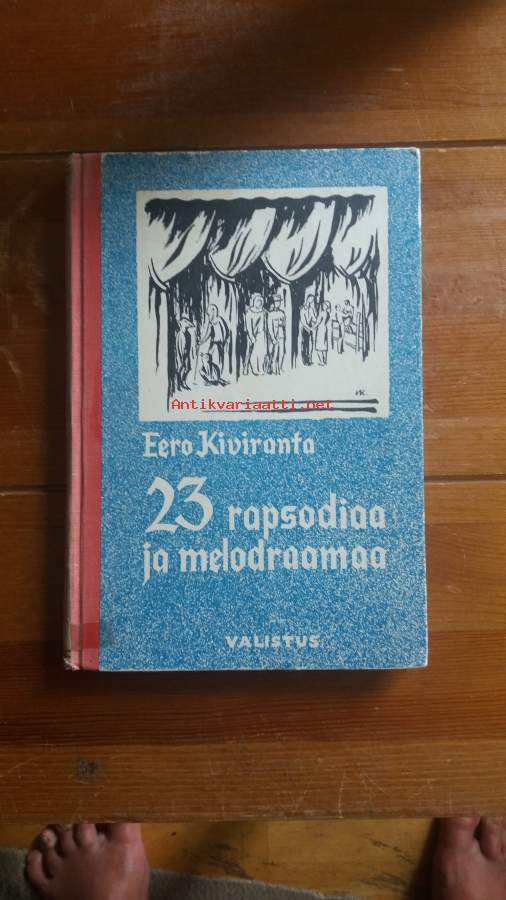 Antikvariaatti.net
Eero Kiviranta
23 rapsodiaa
ja melodraamaa
VALISTUS